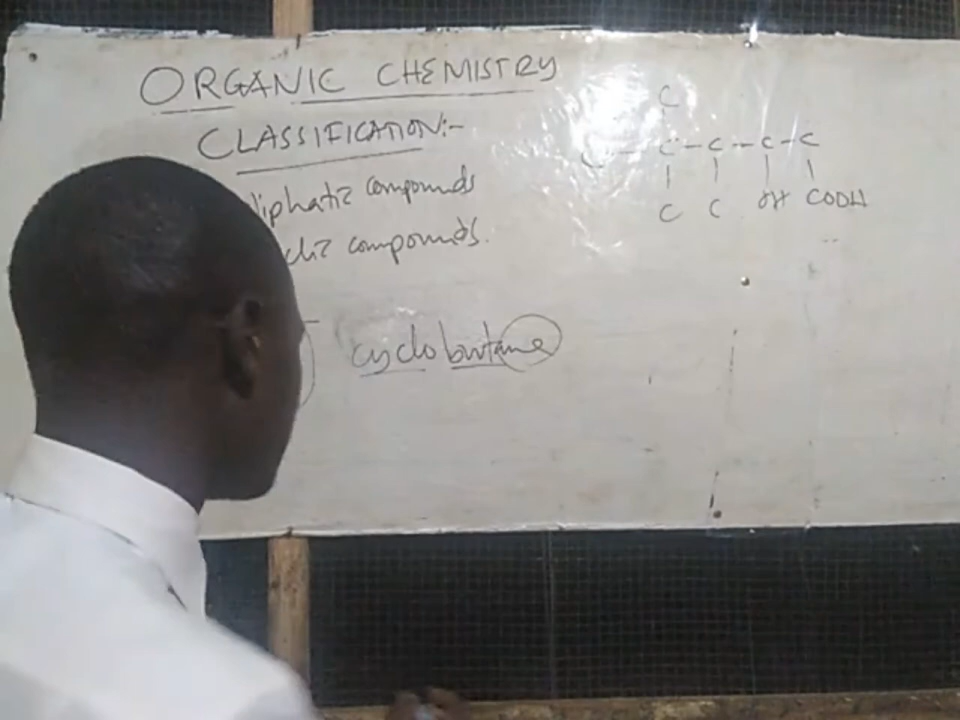 ORGANIC CHEMISTRY
CLASSIFICATION:-
liphatic compounds
clic compounds.
cyclobutane
C
C - C - C - C - C
C C OH COOH